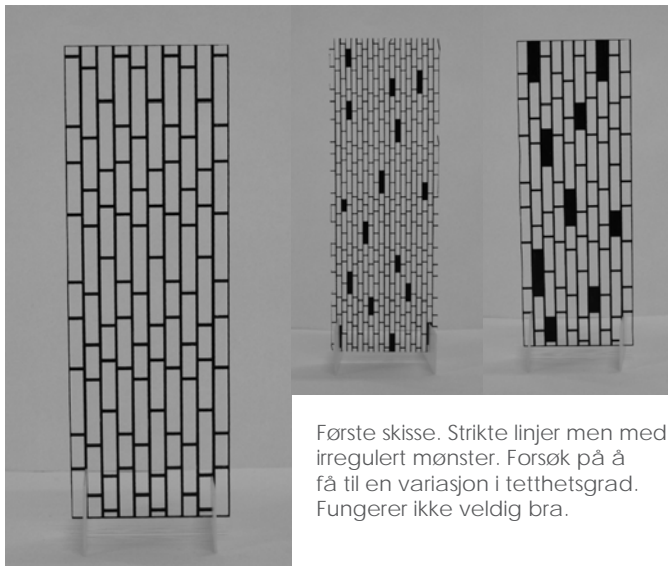 Første skisse. Strikte linjer men med
irregulert mønster. Forsøk på å
få til en variasjon i tetthetsgrad.
Fungerer ikke veldig bra.